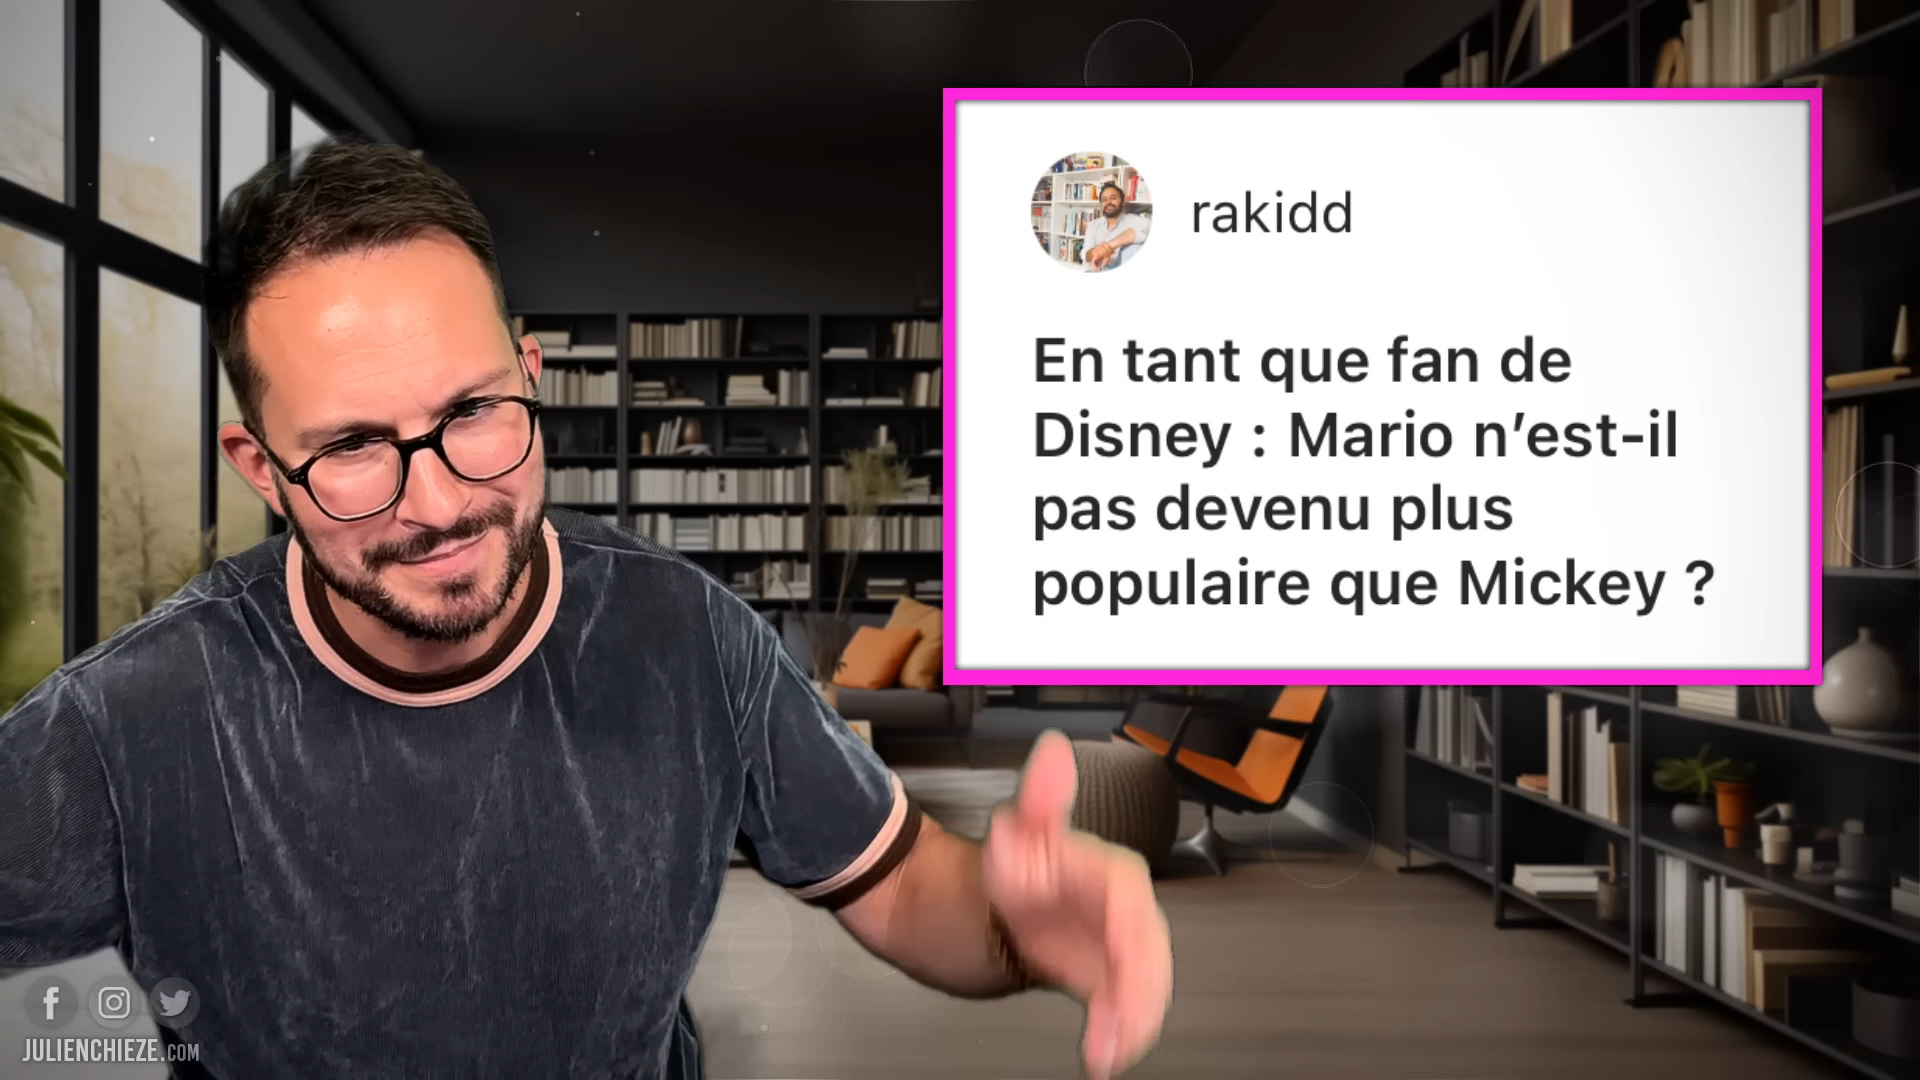 rakidd
En tant que fan de
Disney : Mario n’est-il
pas devenu plus
populaire que Mickey ?
JULIENCHIEZE.COM